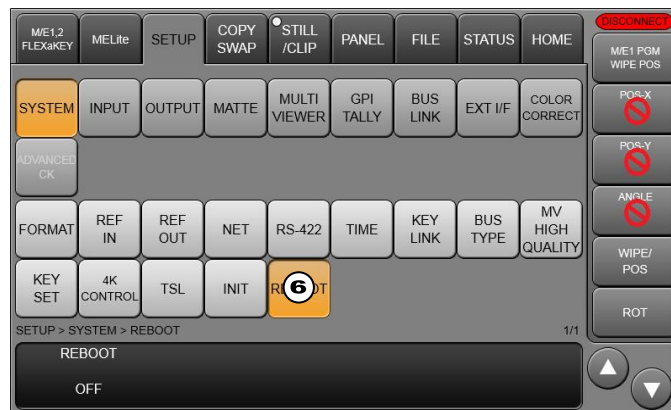 M/E1,2 FLEXaKEY
MELite
SETUP
COPY SWAP
STILL /CLIP
PANEL
FILE
STATUS
HOME
DISCONNECT
M/E1 PGM WIPE POS
SYSTEM
INPUT
OUTPUT
MATTE
MULTI VIEWER
GPI TALLY
BUS LINK
EXT I/F
COLOR CORRECT
POS-X
ADVANCED CK
POS-Y
FORMAT
REF IN
REF OUT
NET
RS-422
TIME
KEY LINK
BUS TYPE
MV HIGH QUALITY
ANGLE
KEY SET
4K CONTROL
TSL
INIT
6
WIPE/ POS
ROT
SETUP > SYSTEM > REBOOT
1/1
REBOOT
OFF